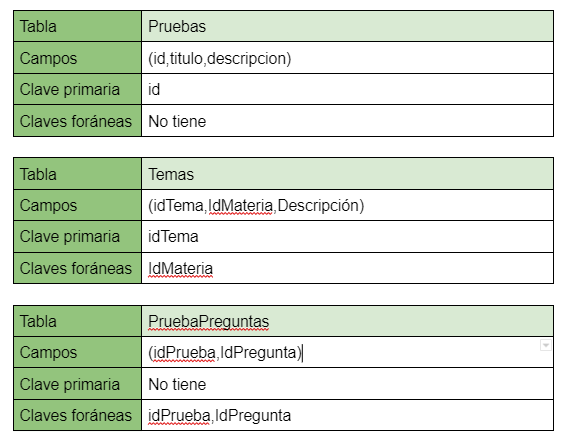 Tabla Pruebas
Campos (id,titulo,descripcion)
Clave primaria id
Claves foráneas No tiene
Tabla Temas
Campos (idTema,IdMateria,Descripción)
Clave primaria idTema
Claves foráneas IdMateria
Tabla PruebaPreguntas
Campos (idPrueba,IdPregunta)
Clave primaria No tiene
Claves foráneas idPrueba,IdPregunta